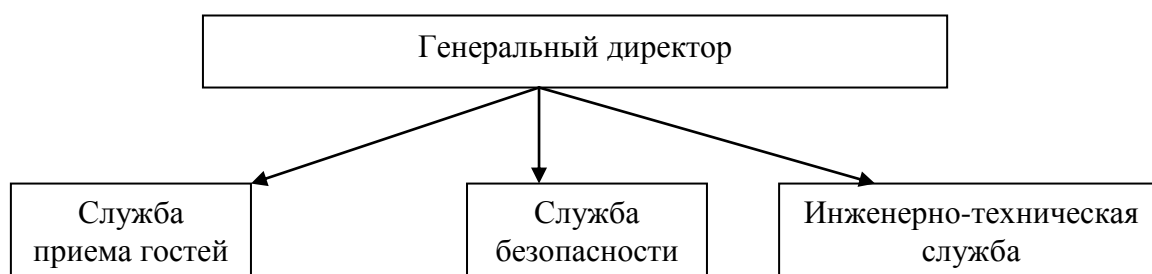 Генеральный директор
Служба
приема гостей
Служба
безопасности
Инженерно-техническая
служба